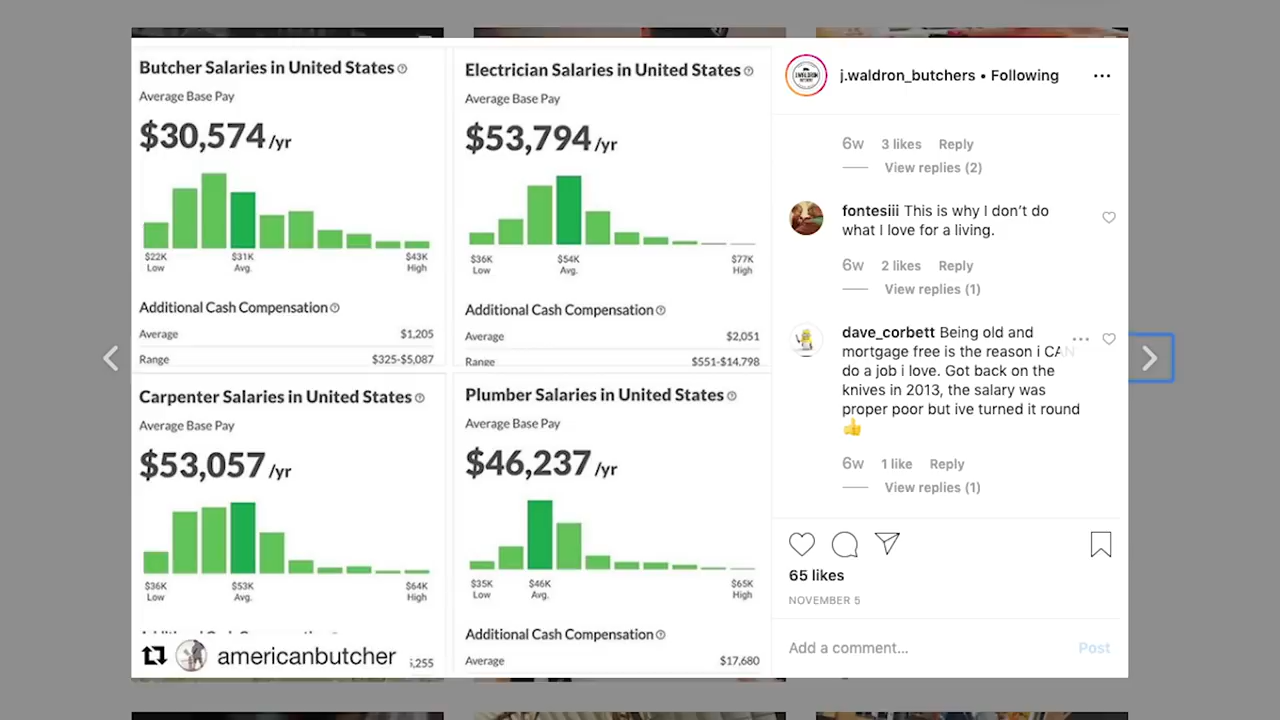 Butcher Salaries in United States
Average Base Pay
$30,574 /yr
$22K
Low
$31K
Avg.
$43K
High
Additional Cash Compensation
Average $1,205
Range $325-$5,087
Electrician Salaries in United States
Average Base Pay
$53,794 /yr
$36K
Low
$54K
Avg.
$77K
High
Additional Cash Compensation
Average $2,051
Range $551-$14,798
Carpenter Salaries in United States
Average Base Pay
$53,057 /yr
$36K
Low
$53K
Avg.
$64K
High
americanbutcher
,255
Plumber Salaries in United States
Average Base Pay
$46,237 /yr
$35K
Low
$46K
Avg.
$65K
High
Additional Cash Compensation
Average $17,680
j.waldron_butchers • Following
6w 3 likes Reply
View replies (2)
fontesiii This is why I don't do
what I love for a living.
6w 2 likes Reply
View replies (1)
dave_corbett Being old and
mortgage free is the reason i CAN
do a job i love. Got back on the
knives in 2013, the salary was
proper poor but ive turned it round
👍
6w 1 like Reply
View replies (1)
65 likes
NOVEMBER 5
Add a comment... Post